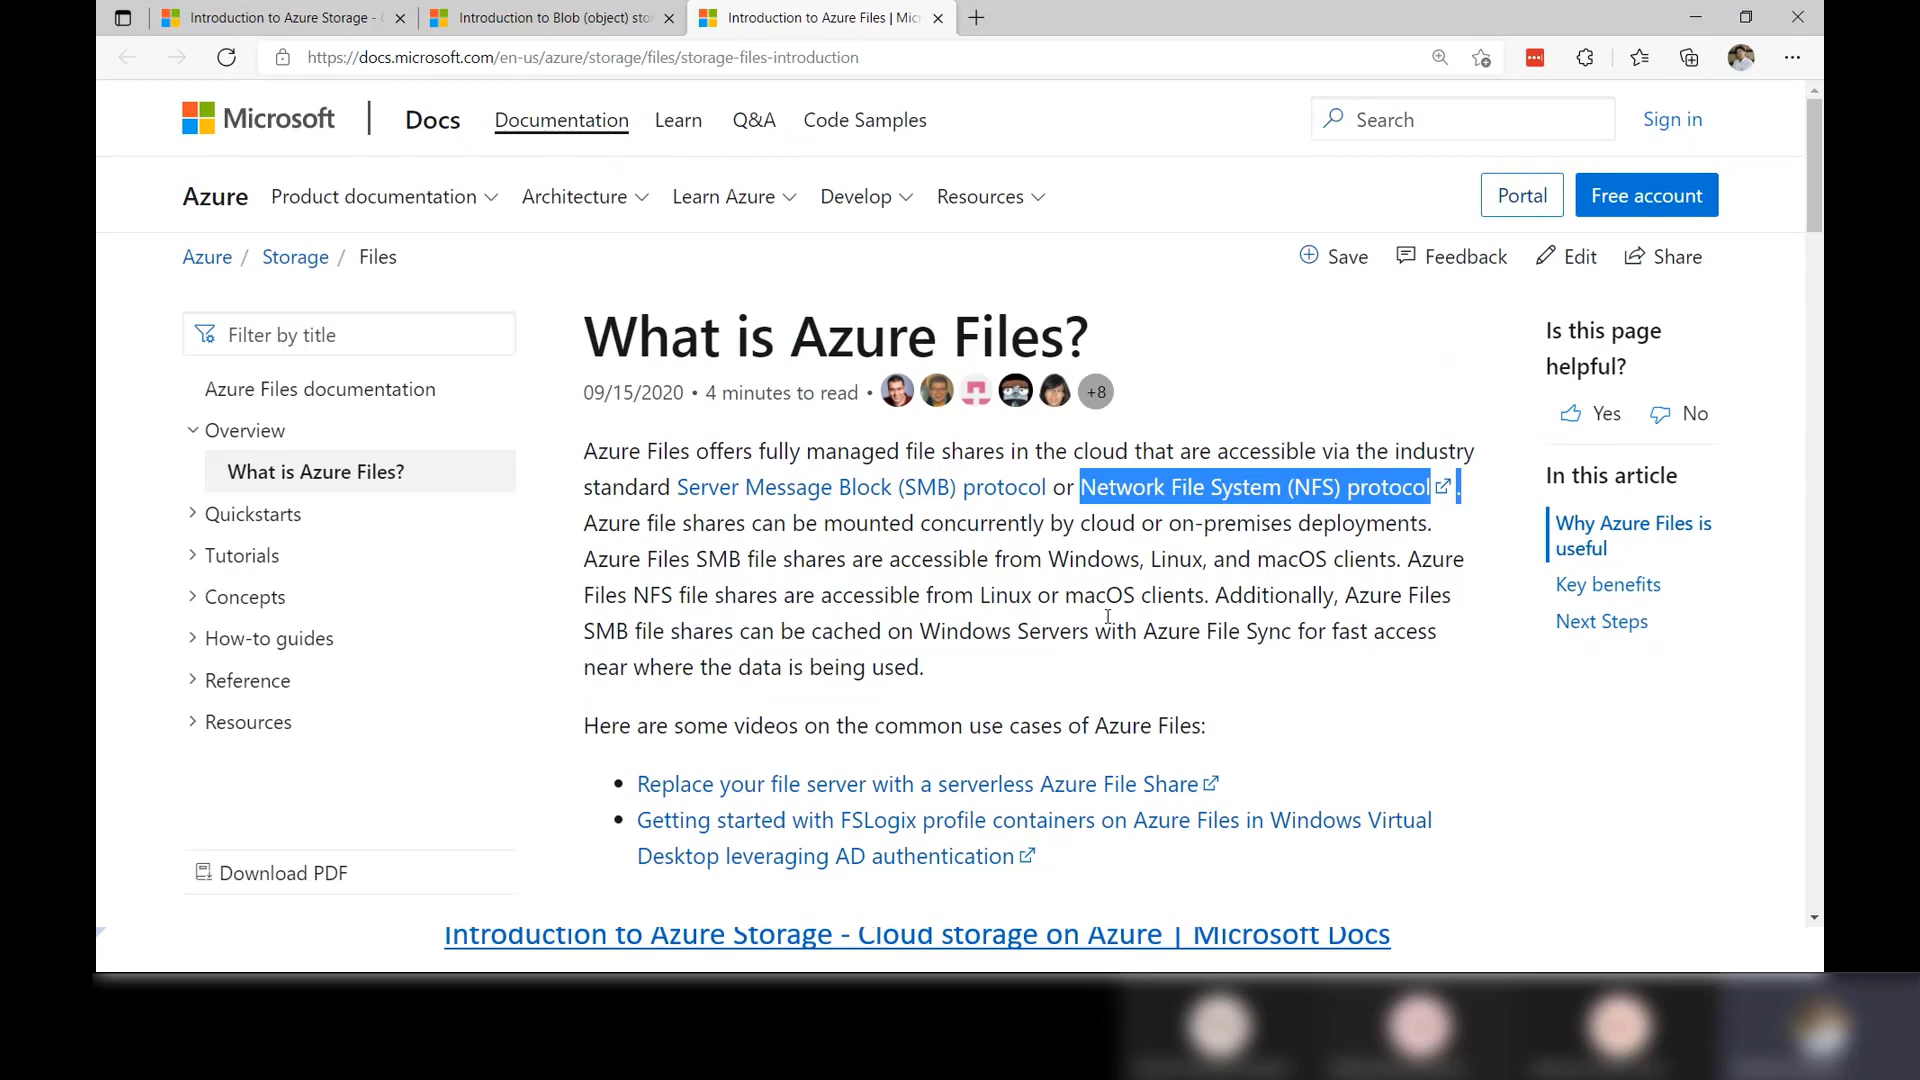 Introduction to Azure Storage - C
Introduction to Blob (object) sto
Introduction to Azure Files | Mic
https://docs.microsoft.com/en-us/azure/storage/files/storage-files-introduction
Microsoft
Docs
Documentation
Learn
Q&A
Code Samples
Search
Sign in
Azure
Product documentation
Architecture
Learn Azure
Develop
Resources
Portal
Free account
Azure / Storage / Files
Save
Feedback
Edit
Share
Filter by title
Azure Files documentation
Overview
What is Azure Files?
Quickstarts
Tutorials
Concepts
How-to guides
Reference
Resources
Download PDF
What is Azure Files?
09/15/2020 • 4 minutes to read • +8
Azure Files offers fully managed file shares in the cloud that are accessible via the industry
standard Server Message Block (SMB) protocol or Network File System (NFS) protocol .
Azure file shares can be mounted concurrently by cloud or on-premises deployments.
Azure Files SMB file shares are accessible from Windows, Linux, and macOS clients. Azure
Files NFS file shares are accessible from Linux or macOS clients. Additionally, Azure Files
SMB file shares can be cached on Windows Servers with Azure File Sync for fast access
near where the data is being used.
Here are some videos on the common use cases of Azure Files:
• Replace your file server with a serverless Azure File Share
• Getting started with FSLogix profile containers on Azure Files in Windows Virtual
Desktop leveraging AD authentication
Is this page
helpful?
Yes
No
In this article
Why Azure Files is
useful
Key benefits
Next Steps
Introduction to Azure Storage - Cloud storage on Azure | Microsoft Docs